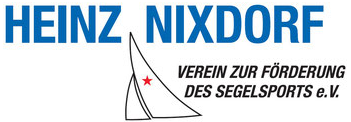 HEINZ NIXDORF
VEREIN ZUR FÖRDERUNG
DES SEGELSPORTS e.V.